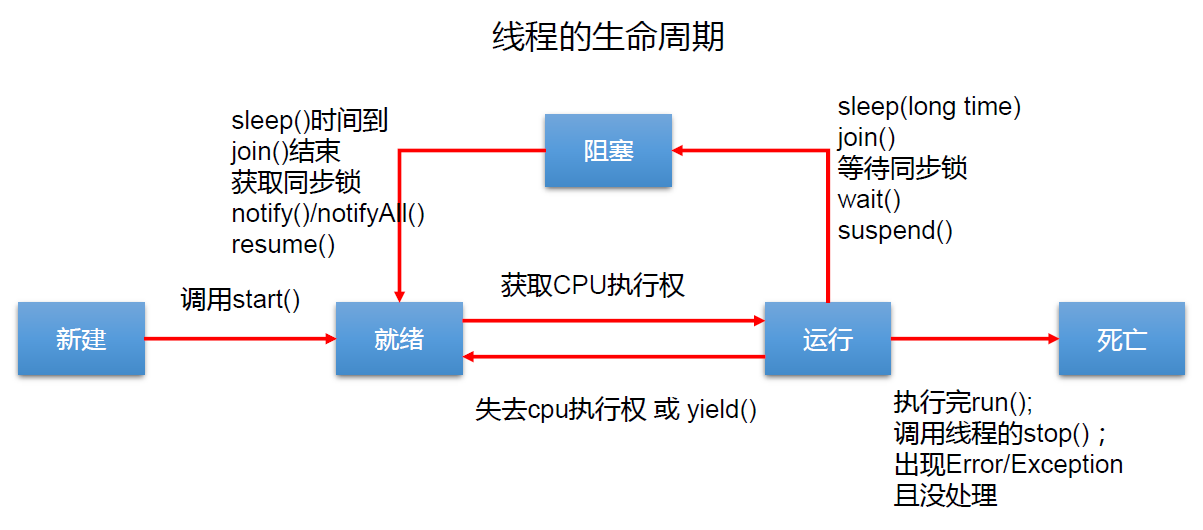 线程的生命周期
sleep()时间到
join()结束
获取同步锁
notify()/notifyAll()
resume()
阻塞
sleep(long time)
join()
等待同步锁
wait()
suspend()
调用start()
获取CPU执行权
新建
就绪
运行
死亡
失去cpu执行权 或 yield()
执行完run();
调用线程的stop() ;
出现Error/Exception
且没处理